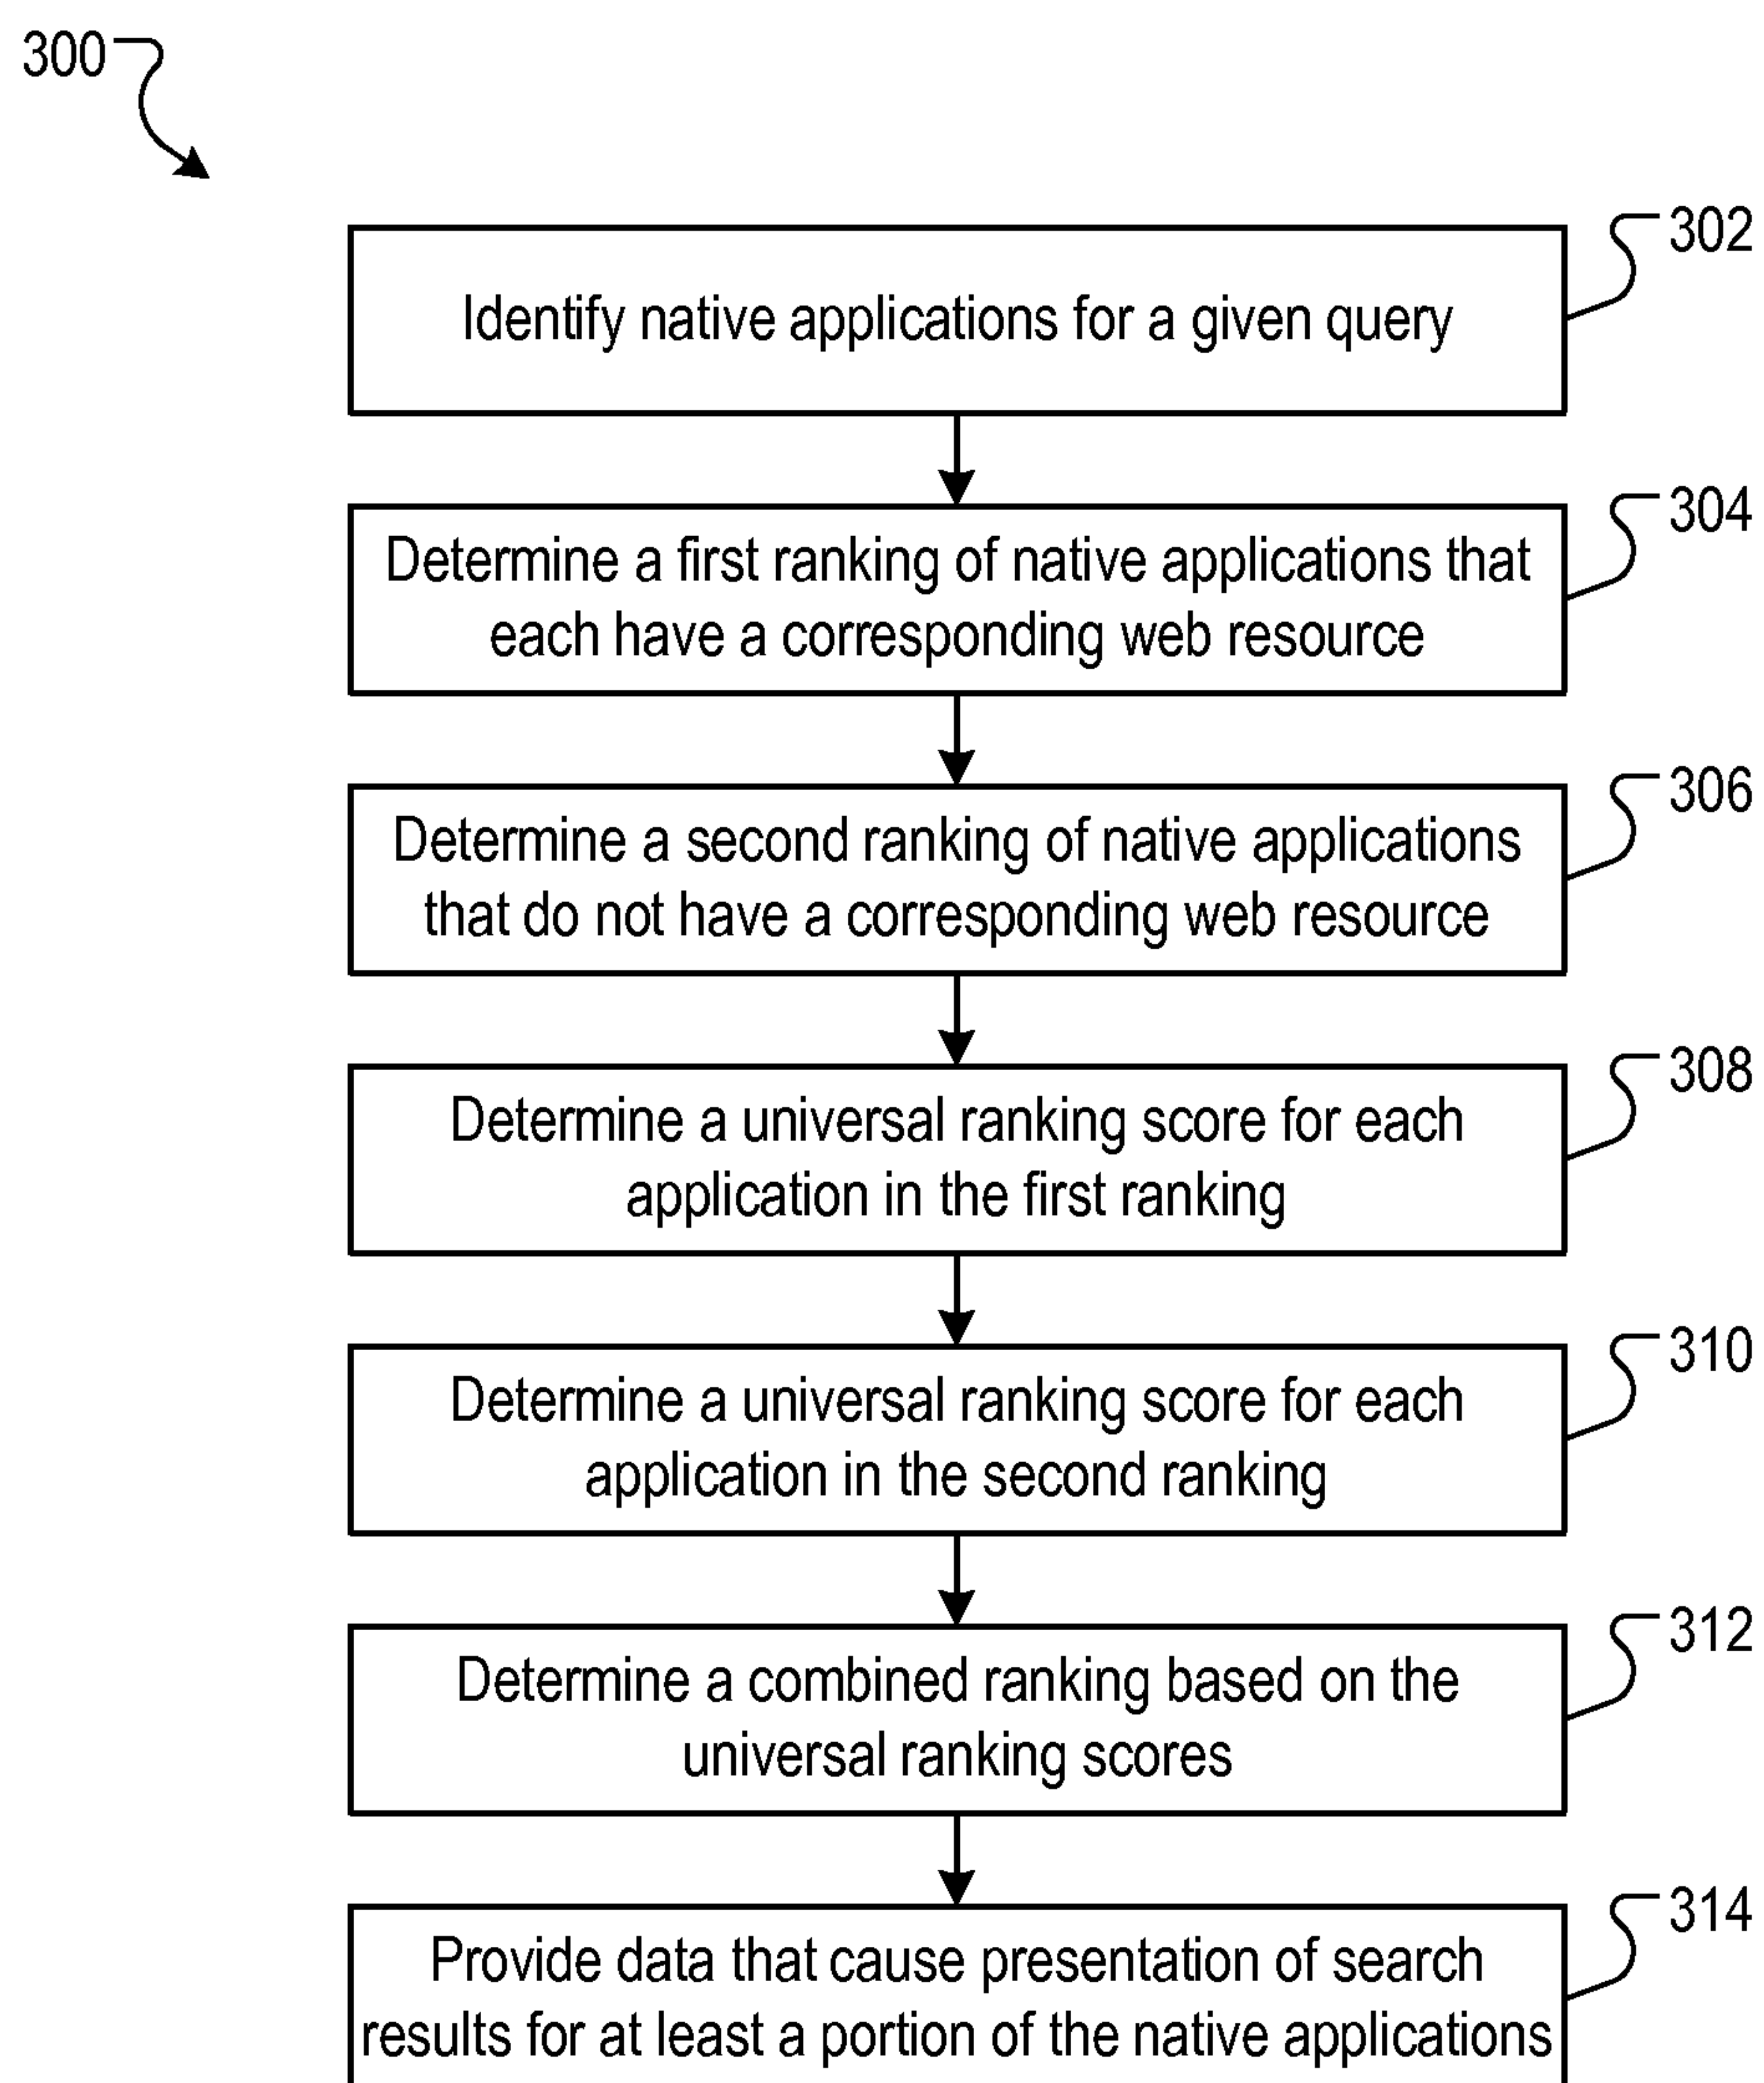 300
302
Identify native applications for a given query
304
Determine a first ranking of native applications that
each have a corresponding web resource
306
Determine a second ranking of native applications
that do not have a corresponding web resource
308
Determine a universal ranking score for each
application in the first ranking
310
Determine a universal ranking score for each
application in the second ranking
312
Determine a combined ranking based on the
universal ranking scores
314
Provide data that cause presentation of search
results for at least a portion of the native applications